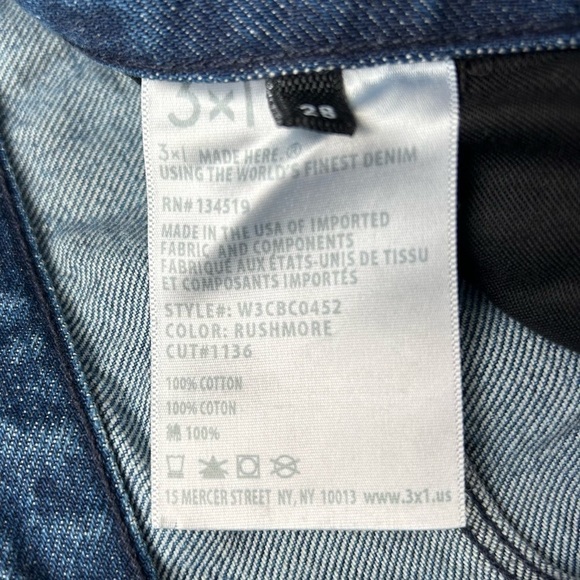 3×1
28
3×1 MADE HERE.®
USING THE WORLD'S FINEST DENIM
RN# 134519
MADE IN THE USA OF IMPORTED
FABRIC AND COMPONENTS
FABRIQUÉ AUX ÉTATS-UNIS DE TISSU
ET COMPOSANTS IMPORTÉS
STYLE#: W3CBC0452
COLOR: RUSHMORE
CUT#1136
100% COTTON
100% COTON
綿 100%
15 MERCER STREET NY, NY 10013 www.3x1.us